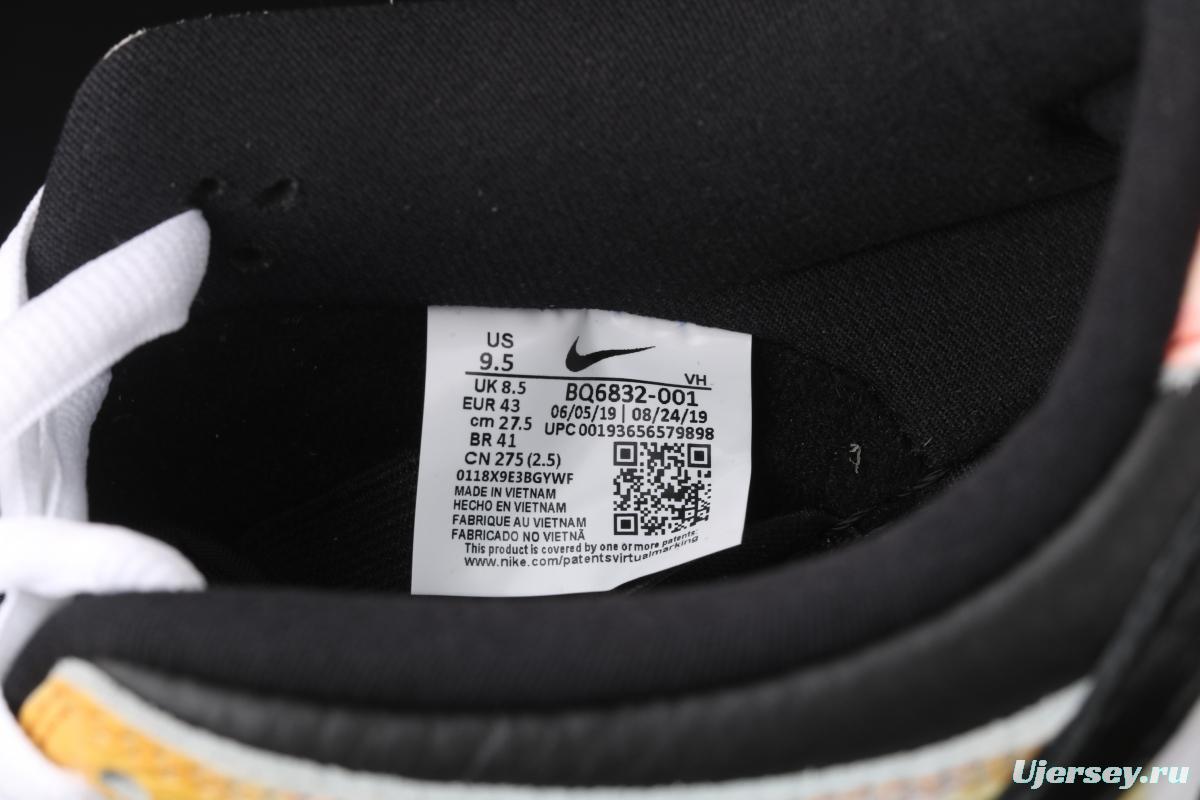 US
9.5
VH
UK 8.5
BQ6832-001
EUR 43
06/05/19 | 08/24/19
cm 27.5
UPC 00193656579898
BR 41
CN 275 (2.5)
0118X9E3BGYWF
MADE IN VIETNAM
HECHO EN VIETNAM
FABRIQUE AU VIETNAM
FABRICADO NO VIETNÃ
This product is covered by one or more patents:
www.nike.com/patentsvirtualmarking
Ujersey.ru